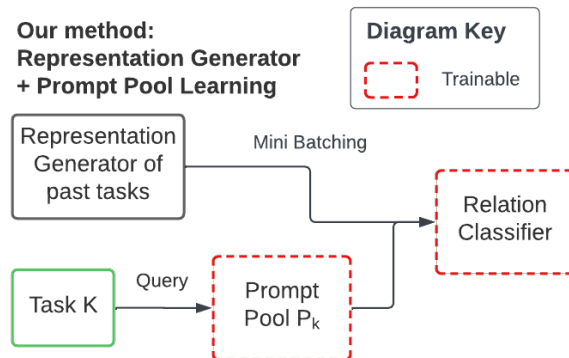 Our method:
Representation Generator
+ Prompt Pool Learning
Diagram Key
Trainable
Representation
Generator of
past tasks
Mini Batching
Relation
Classifier
Task K
Query
Prompt
Pool Pₖ